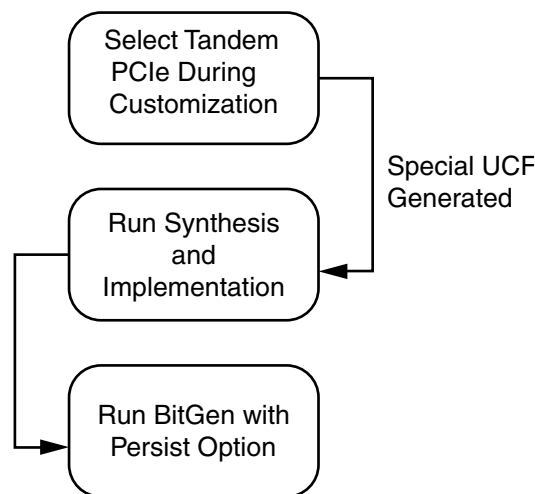 Select Tandem
PCIe During
Customization
Special UCF
Generated
Run Synthesis
and
Implementation
Run BitGen with
Persist Option